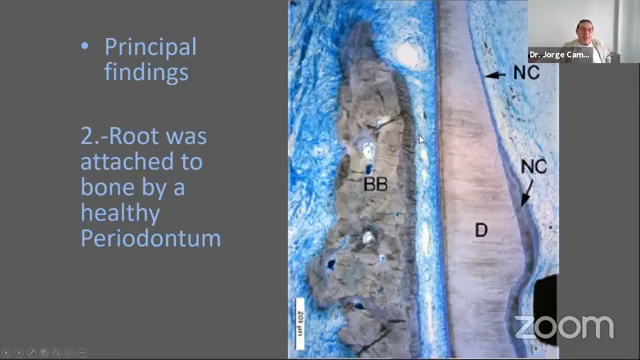 • Principal
findings
2.-Root was
attached to
bone by a
healthy
Periodontum
Dr. Jorge Cam...
NC
NC
BB
D
zoom